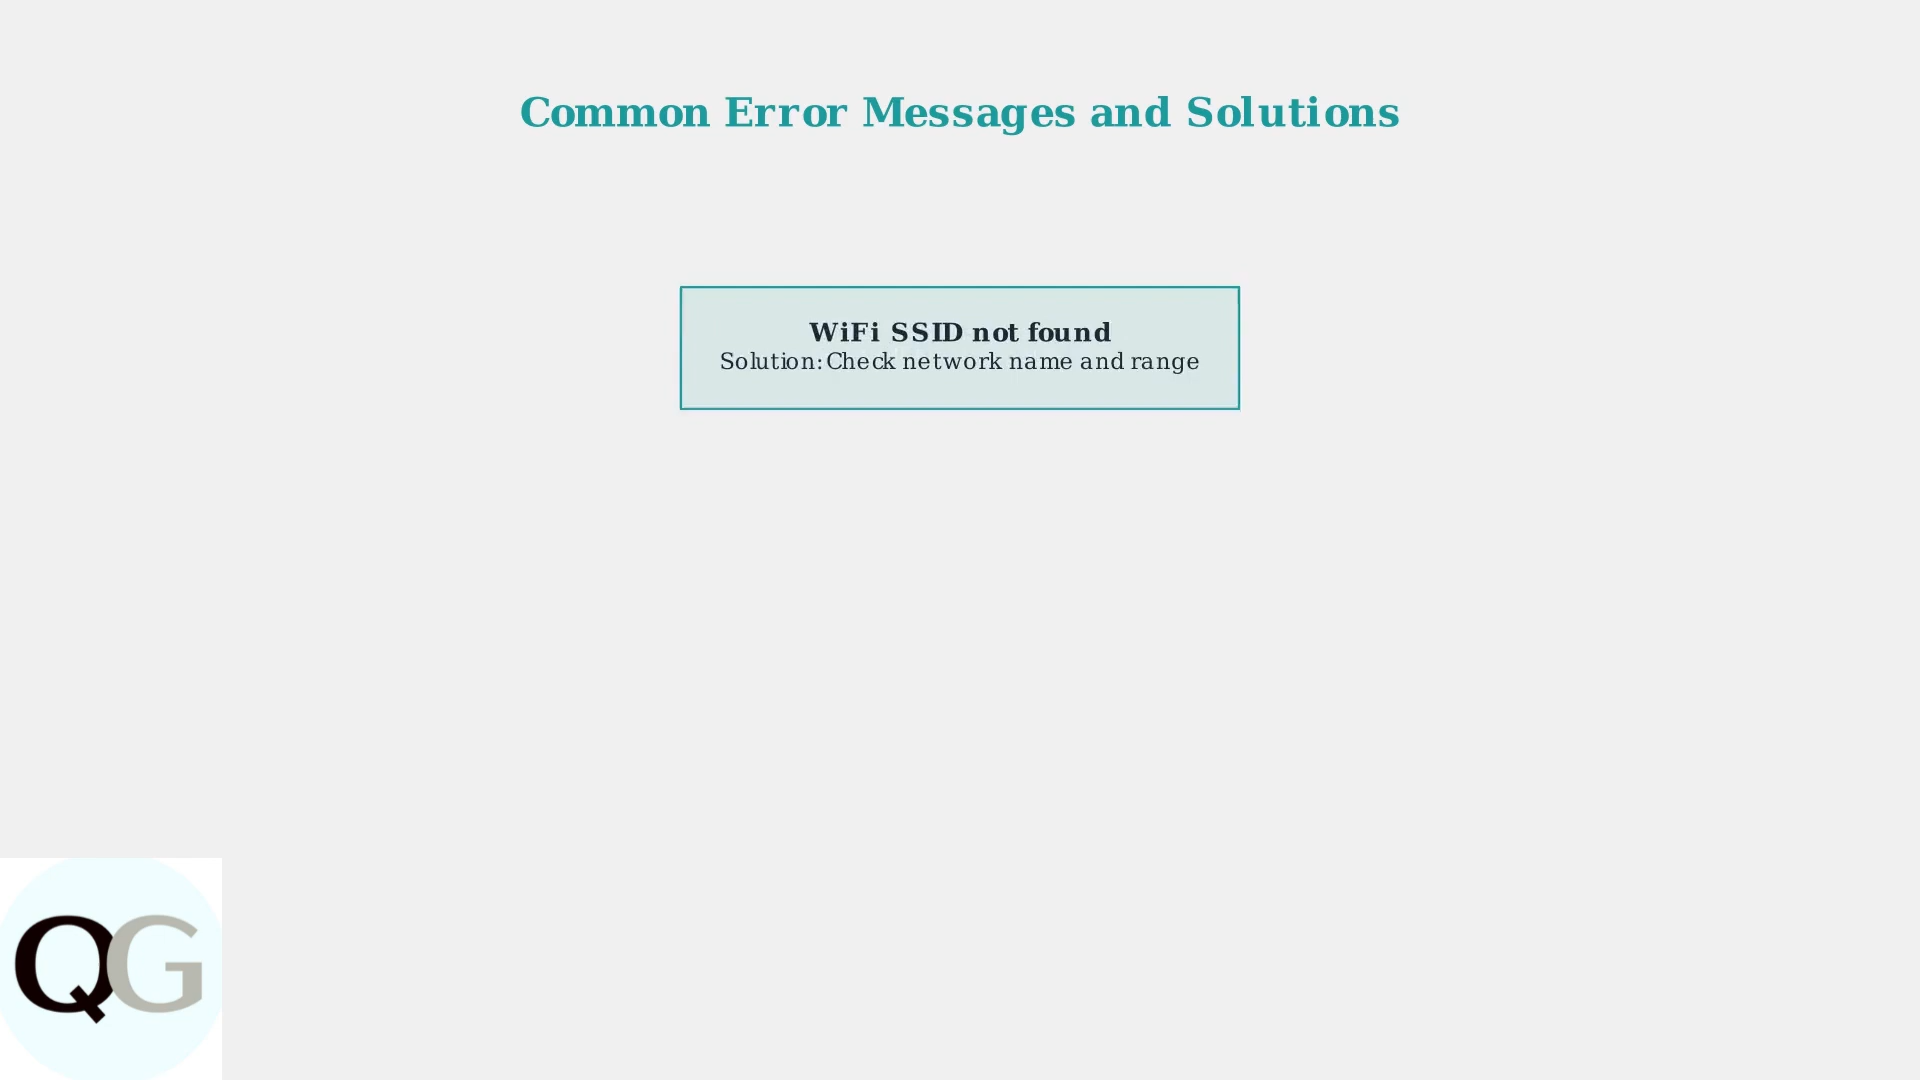 Common Error Messages and Solutions
WiFi SSID not found
Solution: Check network name and range
QG